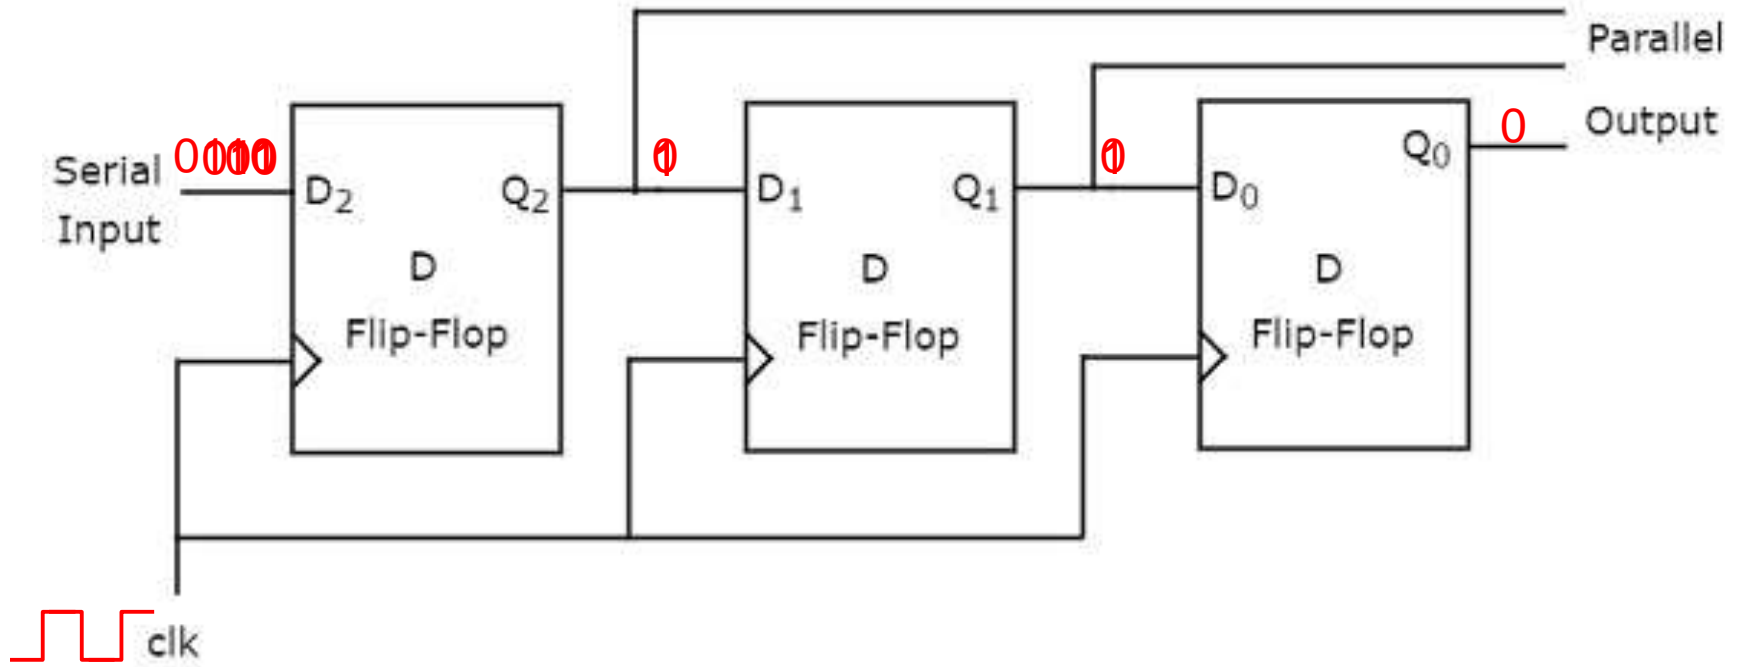 Parallel
Output
0
Serial
Input
D2
Q2
D
Flip-Flop
D1
Q1
D
Flip-Flop
D0
Q0
D
Flip-Flop
clk